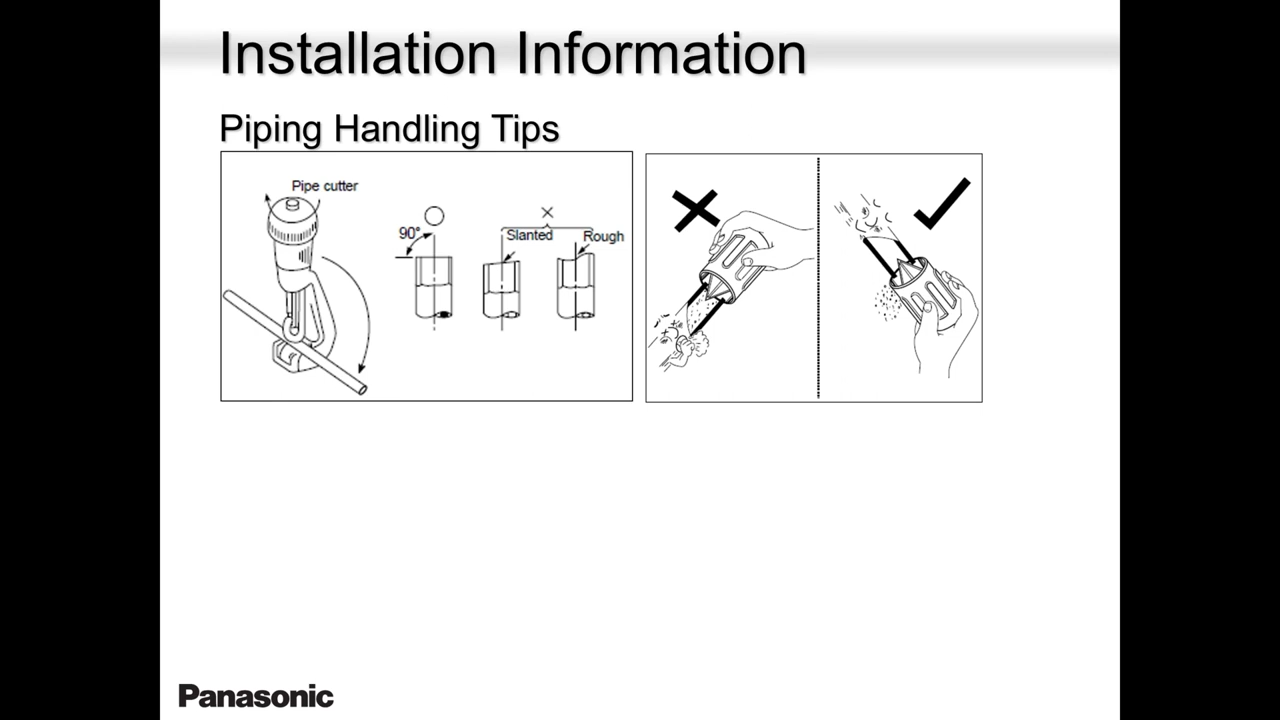 Installation Information
Piping Handling Tips
Pipe cutter
90°
Slanted
Rough
Panasonic